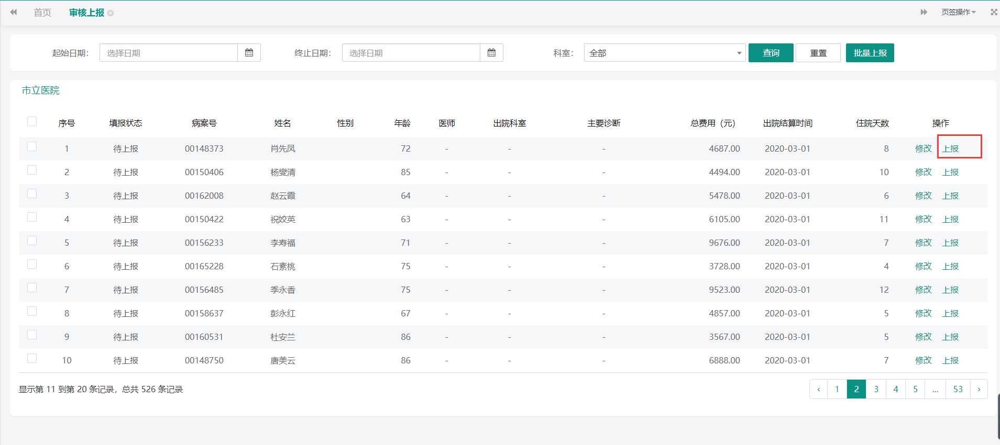 首页 审核上报 页签操作
起始日期： 选择日期 终止日期： 选择日期 科室： 全部 查询 重置 批量上报
市立医院
序号 填报状态 病案号 姓名 性别 年龄 医师 出院科室 主要诊断 总费用（元） 出院结算时间 住院天数 操作
1 待上报 00148373 肖先凤 72 - - - 4687.00 2020-03-01 8 修改 上报
2 待上报 00150406 杨燮清 85 - - - 4494.00 2020-03-01 10 修改 上报
3 待上报 00162008 赵云霞 64 - - - 5478.00 2020-03-01 6 修改 上报
4 待上报 00150422 祝姣英 63 - - - 6105.00 2020-03-01 11 修改 上报
5 待上报 00156233 李寿福 71 - - - 9676.00 2020-03-01 7 修改 上报
6 待上报 00165228 石素桃 75 - - - 3728.00 2020-03-01 4 修改 上报
7 待上报 00156485 季永香 75 - - - 9523.00 2020-03-01 12 修改 上报
8 待上报 00158637 彭永红 67 - - - 4857.00 2020-03-01 5 修改 上报
9 待上报 00160531 杜安兰 86 - - - 3567.00 2020-03-01 5 修改 上报
10 待上报 00148750 唐美云 86 - - - 6888.00 2020-03-01 7 修改 上报
显示第 11 到第 20 条记录，总共 526 条记录 ‹ 1 2 3 4 5 ... 53 ›